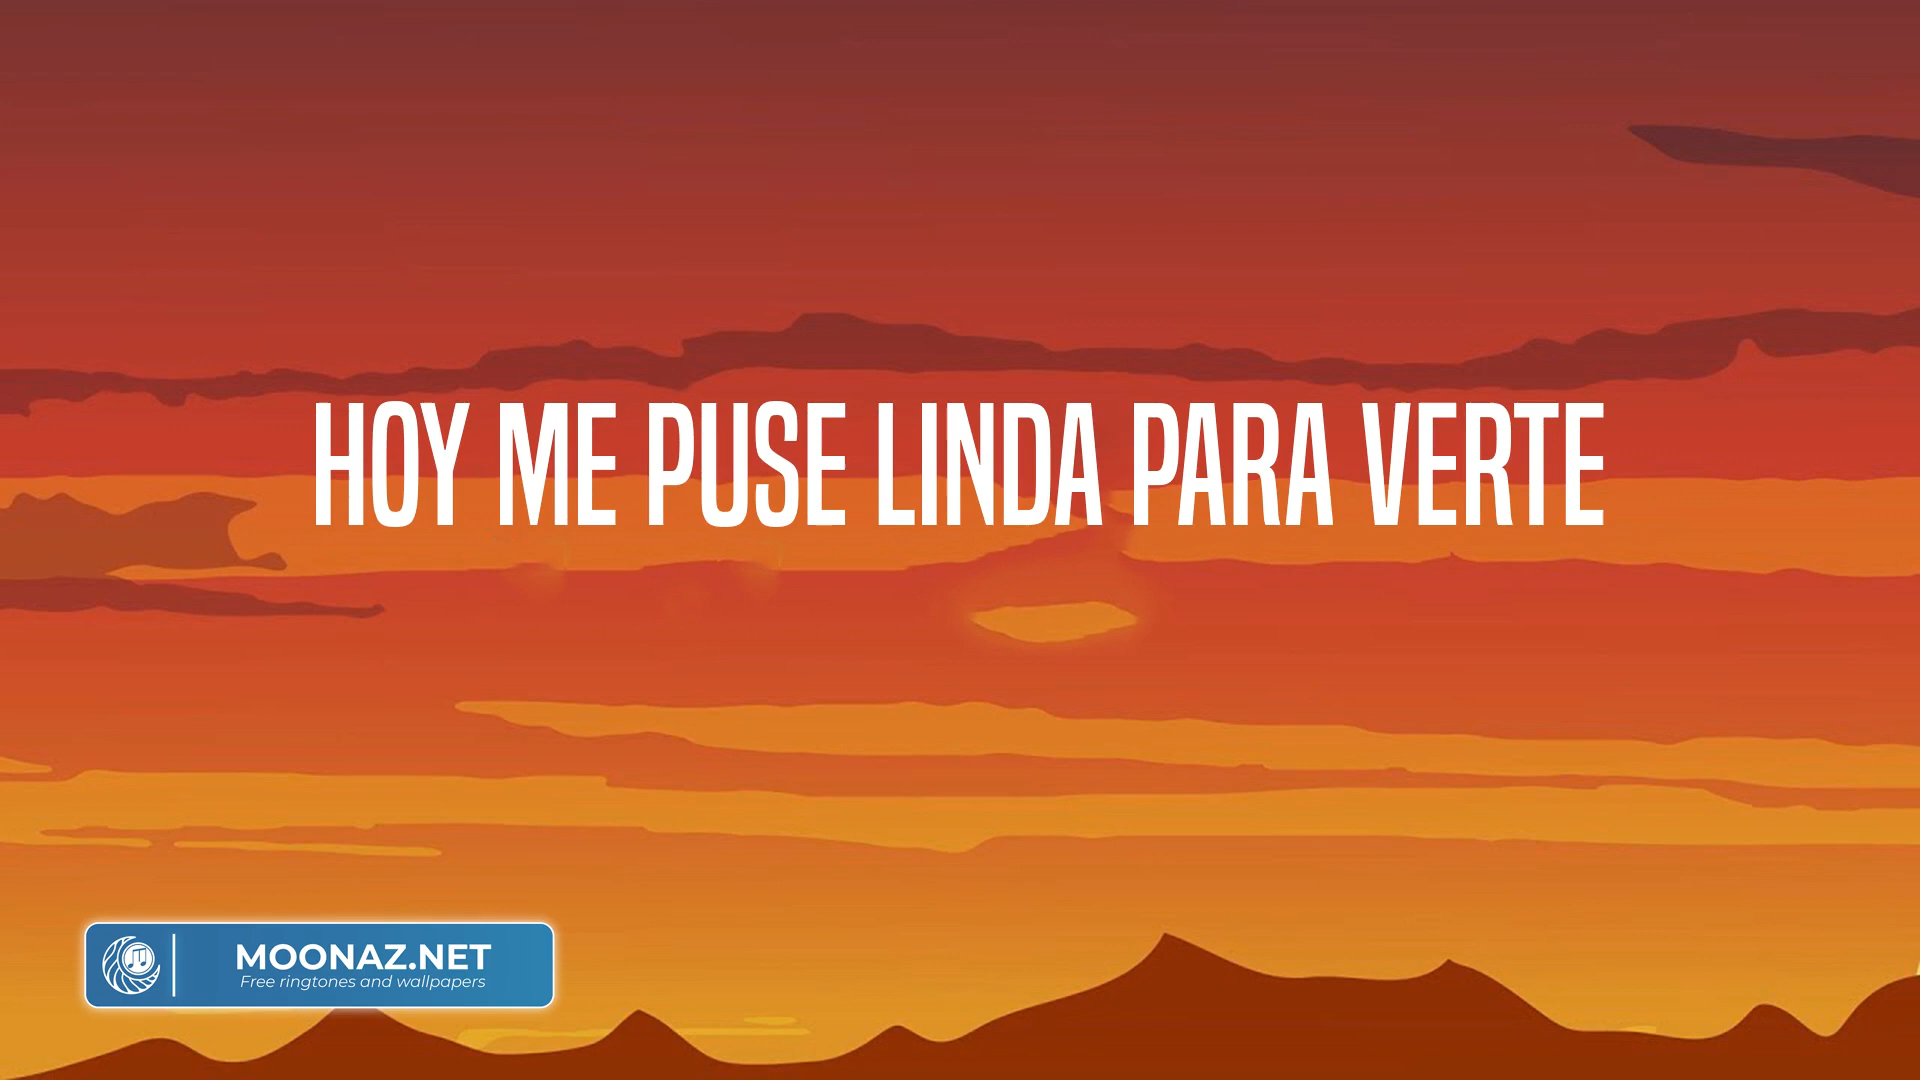 HOY ME PUSE LINDA PARA VERTE
MOONAZ.NET
Free ringtones and wallpapers